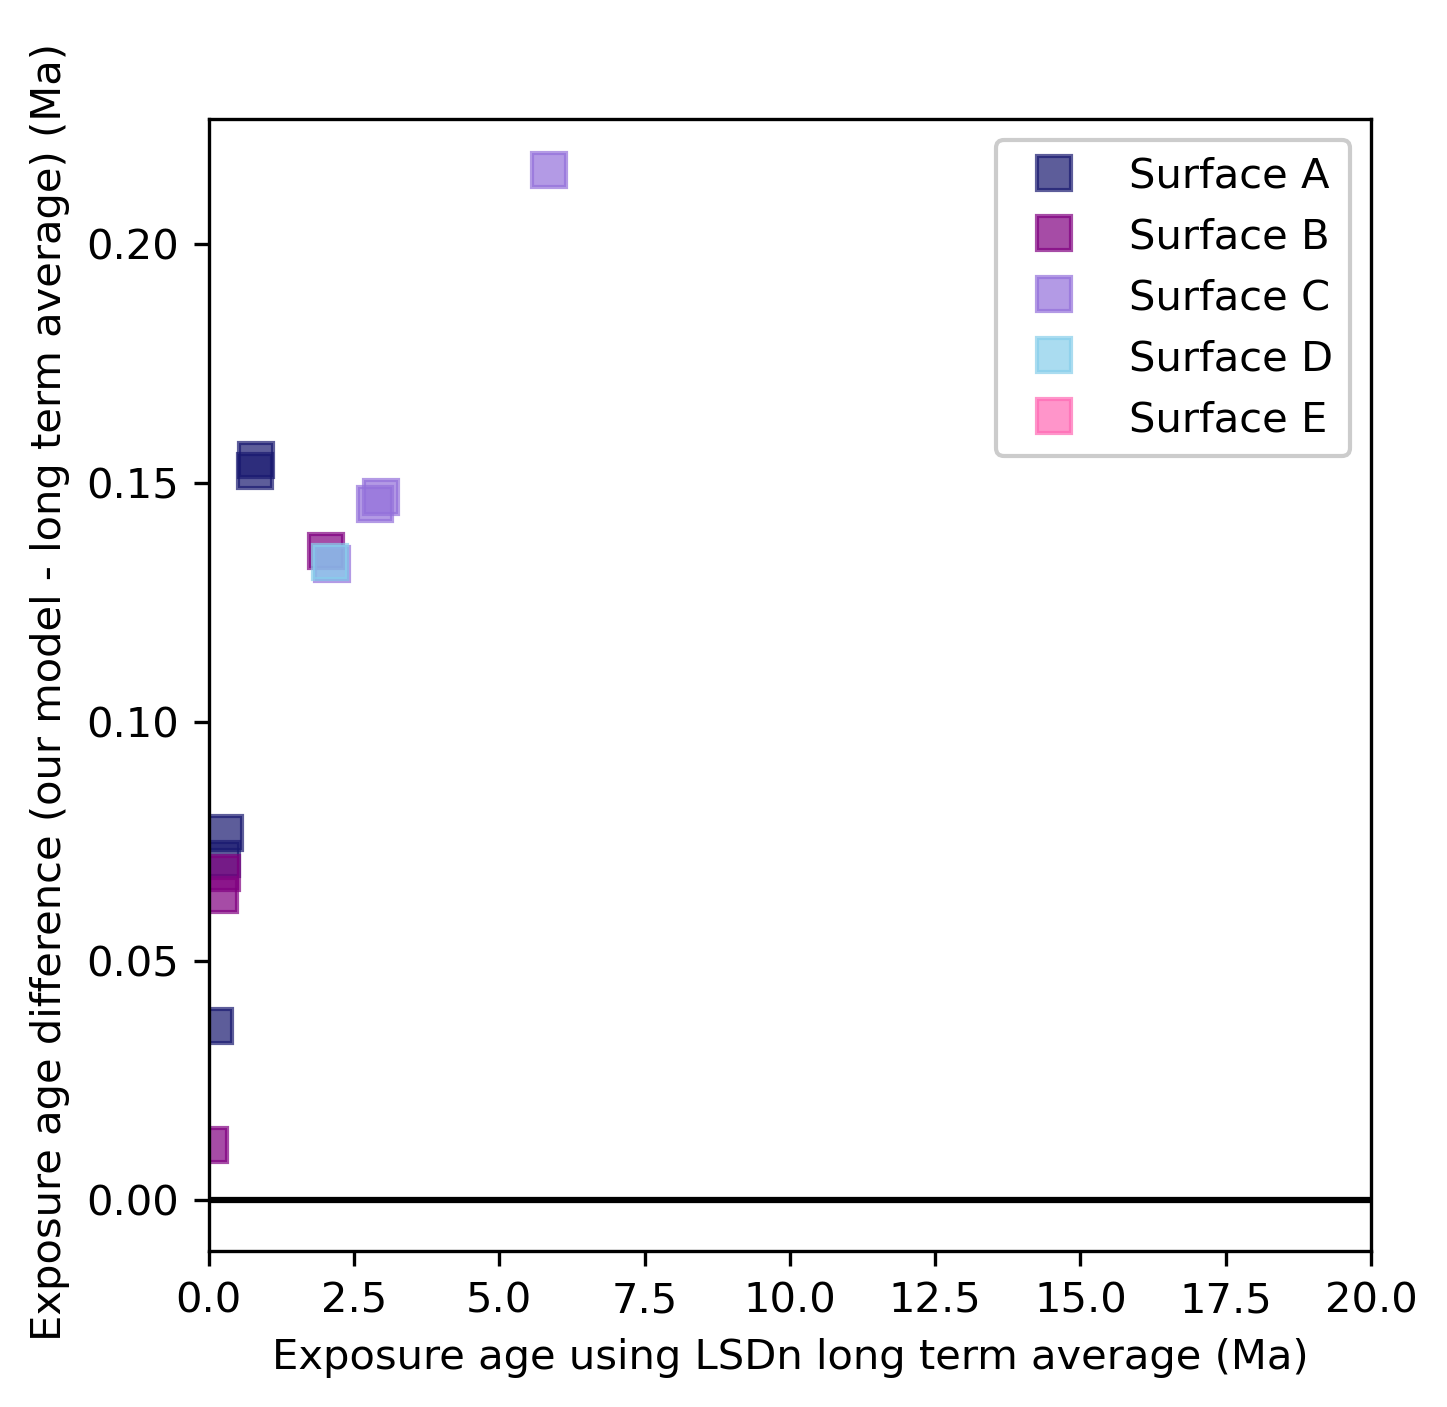 Exposure age difference (our model - long term average) (Ma)
0.20
0.15
0.10
0.05
0.00
Surface A
Surface B
Surface C
Surface D
Surface E
0.0 2.5 5.0 7.5 10.0 12.5 15.0 17.5 20.0
Exposure age using LSDn long term average (Ma)